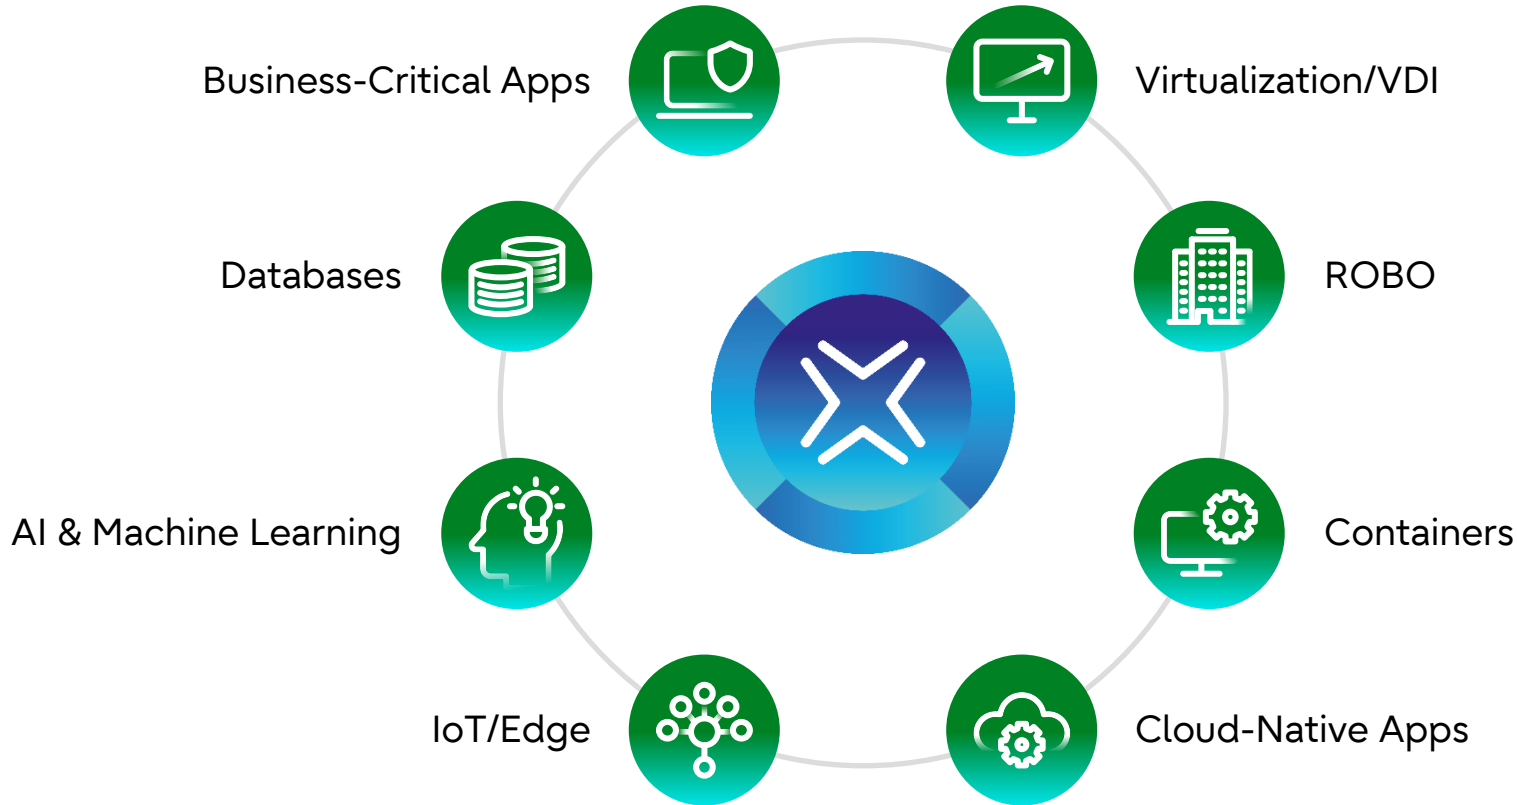 Business-Critical Apps
Virtualization/VDI
Databases
ROBO
AI & Machine Learning
Containers
IoT/Edge
Cloud-Native Apps